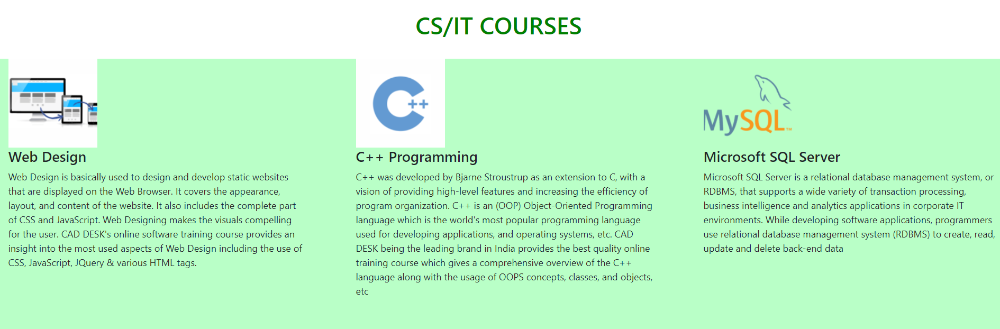 CS/IT COURSES
C++
MySQL™
Web Design
Web Design is basically used to design and develop static websites
that are displayed on the Web Browser. It covers the appearance,
layout, and content of the website. It also includes the complete part
of CSS and JavaScript. Web Designing makes the visuals compelling
for the user. CAD DESK's online software training course provides an
insight into the most used aspects of Web Design including the use of
CSS, JavaScript, JQuery & various HTML tags.
C++ Programming
C++ was developed by Bjarne Stroustrup as an extension to C, with a
vision of providing high-level features and increasing the efficiency of
program organization. C++ is an (OOP) Object-Oriented Programming
language which is the world's most popular programming language
used for developing applications, and operating systems, etc. CAD
DESK being the leading brand in India provides the best quality online
training course which gives a comprehensive overview of the C++
language along with the usage of OOPS concepts, classes, and objects,
etc
Microsoft SQL Server
Microsoft SQL Server is a relational database management system, or
RDBMS, that supports a wide variety of transaction processing,
business intelligence and analytics applications in corporate IT
environments. While developing software applications, programmers
use relational database management system (RDBMS) to create, read,
update and delete back-end data